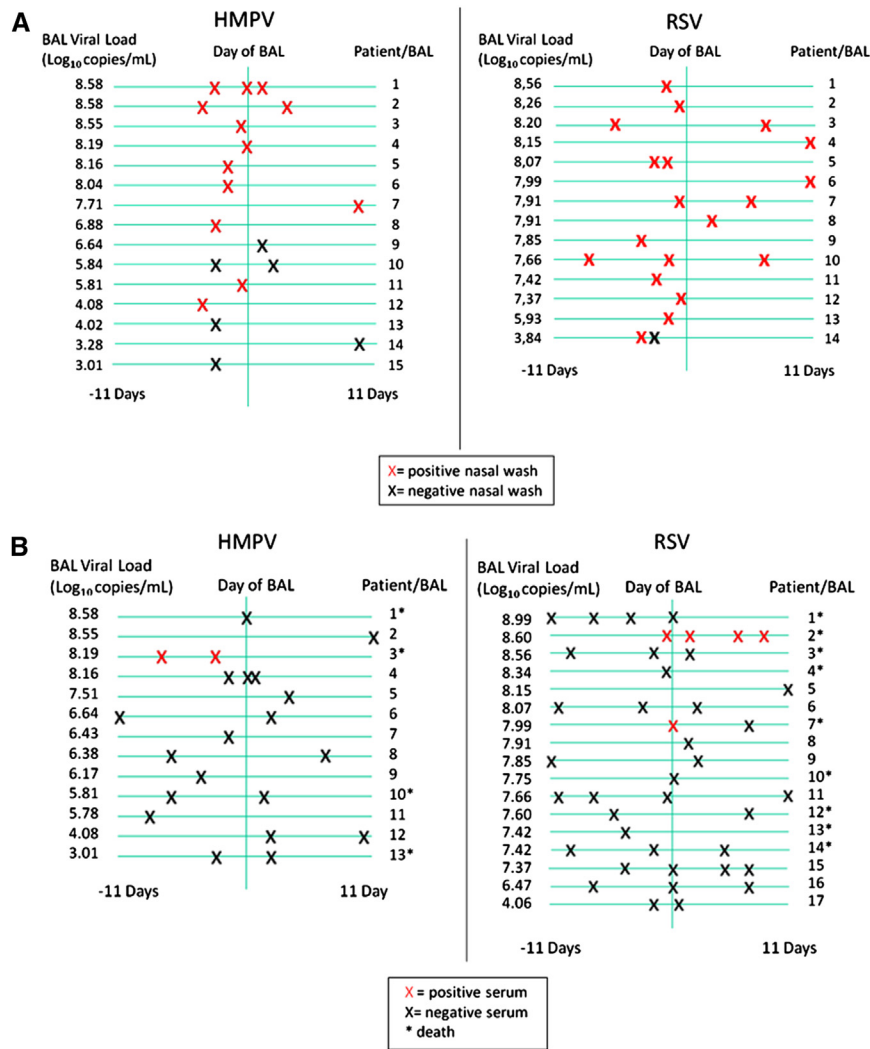 A
HMPV
BAL Viral Load
(Log10 copies/mL)
Day of BAL
Patient/BAL
8.58 X X X 1
8.58 X X 2
8.55 X 3
8.19 X 4
8.16 X 5
8.04 X 6
7.71 X 7
6.88 X 8
6.64 X 9
5.84 X X 10
5.81 X 11
4.08 X 12
4.02 X 13
3.28 X 14
3.01 X 15
-11 Days 11 Days
RSV
BAL Viral Load
(Log10 copies/mL)
Day of BAL
Patient/BAL
8,56 X 1
8,26 X 2
8.20 X X 3
8,15 X 4
8,07 X X 5
7,99 X 6
7,91 X X 7
7,91 X 8
7,85 X 9
7,66 X X X 10
7,42 X 11
7,37 X 12
5,93 X 13
3,84 X X 14
-11 Days 11 Days
X= positive nasal wash
X= negative nasal wash
B
HMPV
BAL Viral Load
(Log10 copies/mL)
Day of BAL
Patient/BAL
8.58 X 1*
8.55 X 2
8.19 X X 3*
8.16 X X X 4
7.51 X 5
6.64 X X 6
6.43 X 7
6.38 X X 8
6.17 X 9
5.81 X X 10*
5.78 X 11
4.08 X X 12
3.01 X X 13*
-11 Days 11 Day
RSV
BAL Viral Load
(Log10 copies/mL)
Day of BAL
Patient/BAL
8.99 X X X X 1*
8.60 X X X X 2*
8.56 X X X 3*
8.34 X 4*
8.15 X 5
8.07 X X X 6
7.99 X X 7*
7.91 X 8
7.85 X X 9
7.75 X 10*
7.66 X X X X 11
7.60 X X 12*
7.42 X 13*
7.42 X X X 14*
7.37 X X X X 15
6.47 X X X 16
4.06 X X 17
-11 Days 11 Days
X= positive serum
X= negative serum
* death